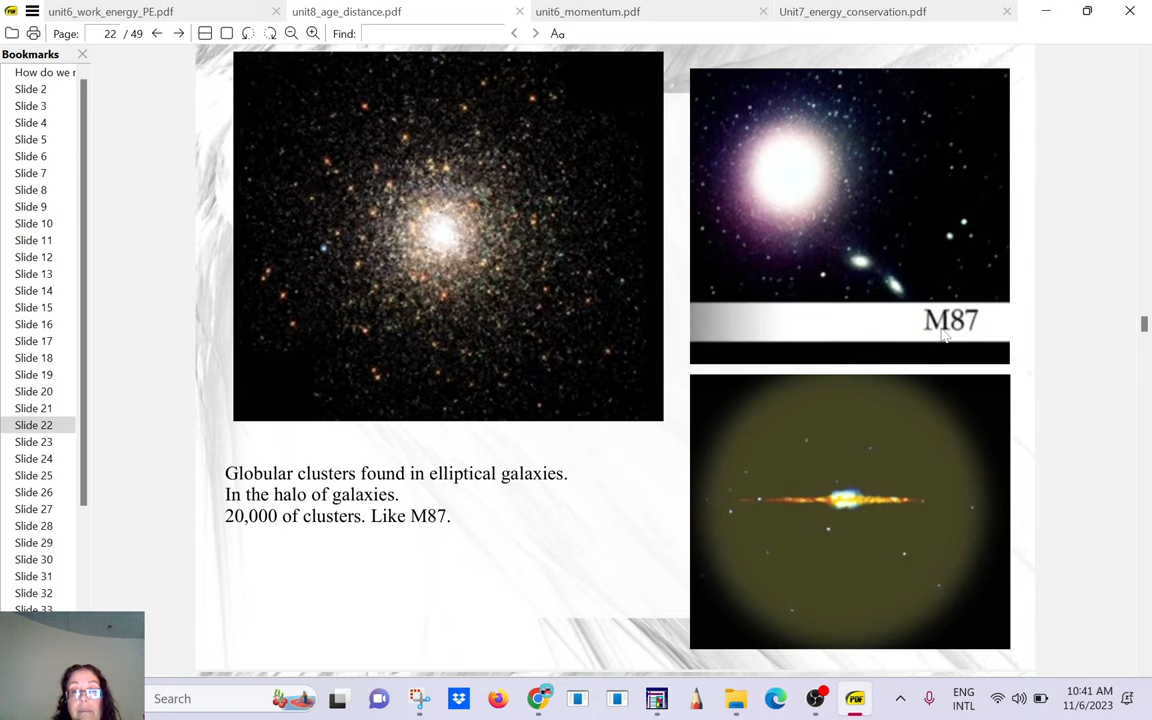 unit6_work_energy_PE.pdf
unit8_age_distance.pdf
unit6_momentum.pdf
Unit7_energy_conservation.pdf
Page: 22 / 49
Find:
Bookmarks
How do we r
Slide 2
Slide 3
Slide 4
Slide 5
Slide 6
Slide 7
Slide 8
Slide 9
Slide 10
Slide 11
Slide 12
Slide 13
Slide 14
Slide 15
Slide 16
Slide 17
Slide 18
Slide 19
Slide 20
Slide 21
Slide 22
Slide 23
Slide 24
Slide 25
Slide 26
Slide 27
Slide 28
Slide 29
Slide 30
Slide 31
Slide 32
Slide 33
M87
Globular clusters found in elliptical galaxies.
In the halo of galaxies.
20,000 of clusters. Like M87.
Search
ENG
INTL
10:41 AM
11/6/2023